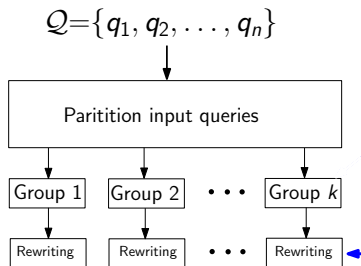 Q={q₁, q₂, . . . , qₙ}
Paritition input queries
Group 1 Group 2 • • • Group k
Rewriting Rewriting • • • Rewriting